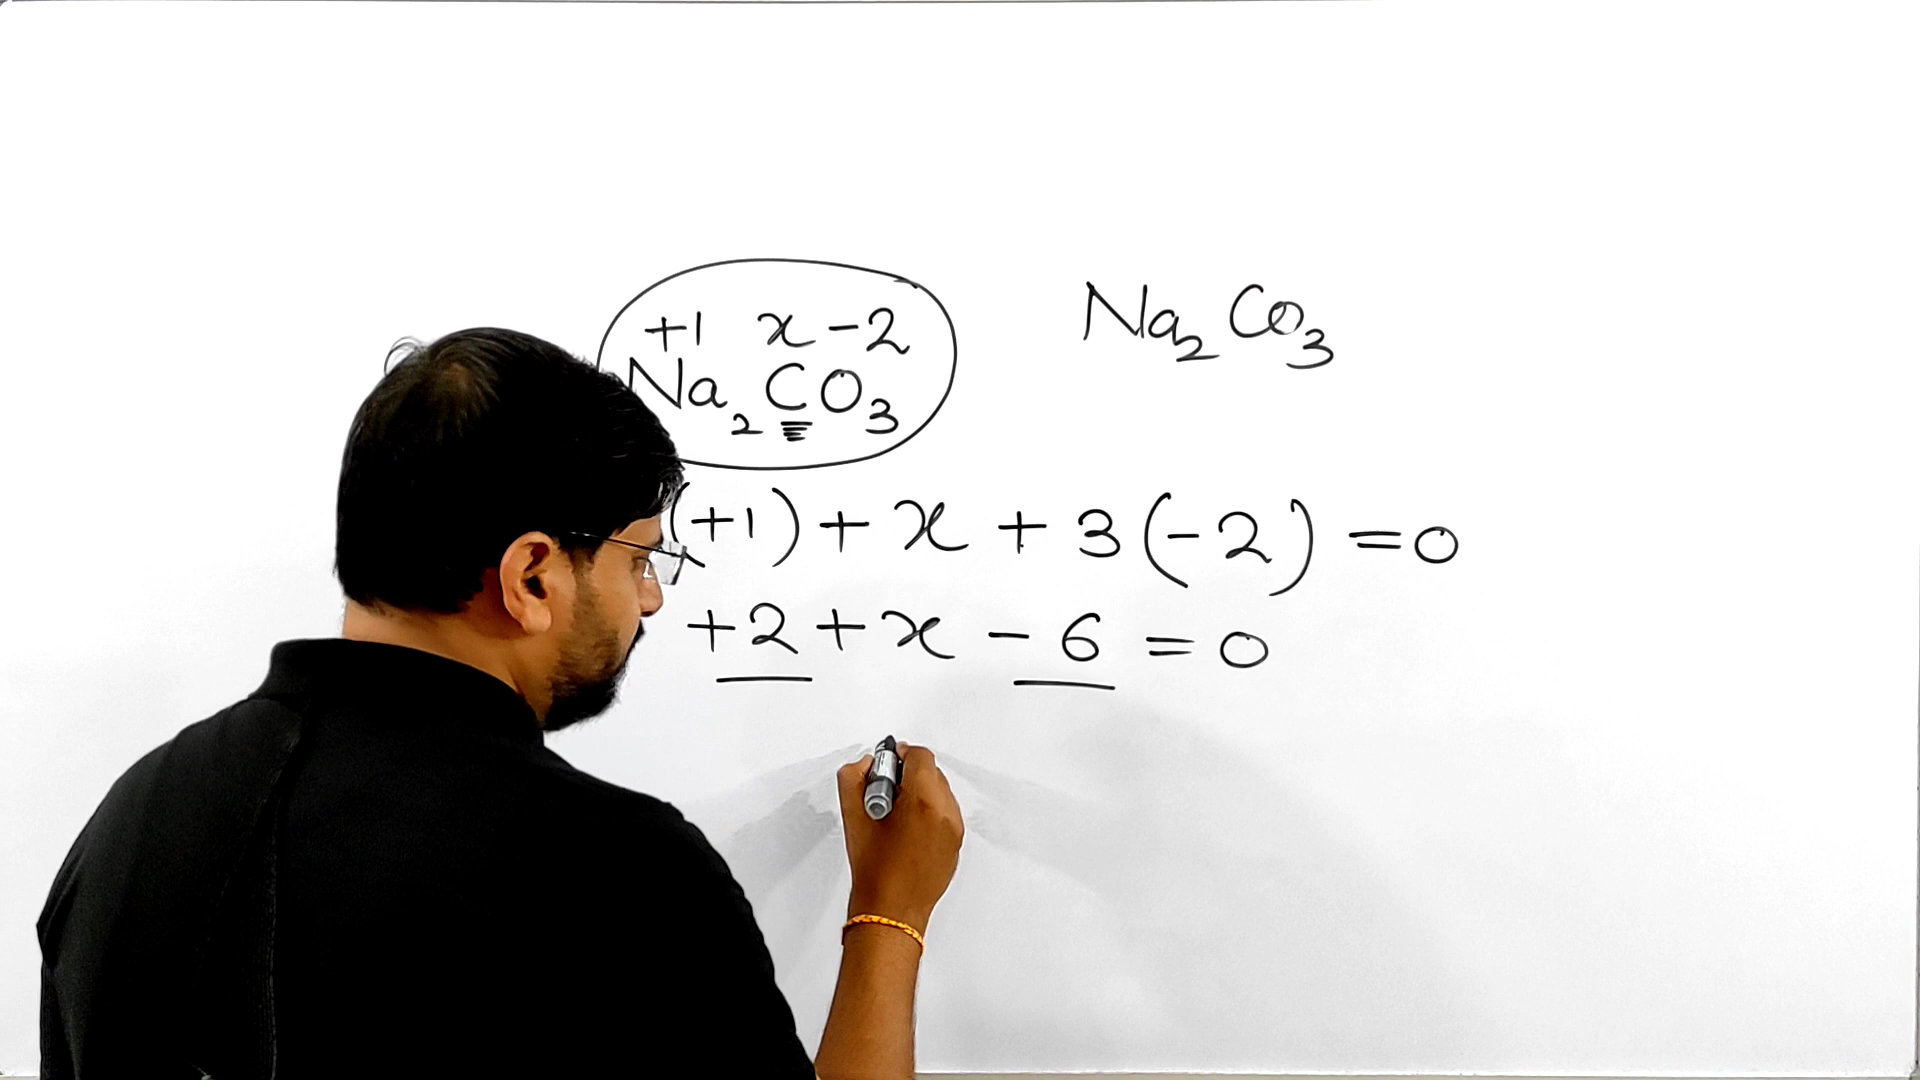 +1 x -2
Na2CO3
Na2CO3
(+1) + x + 3(-2) = 0
+2 + x - 6 = 0